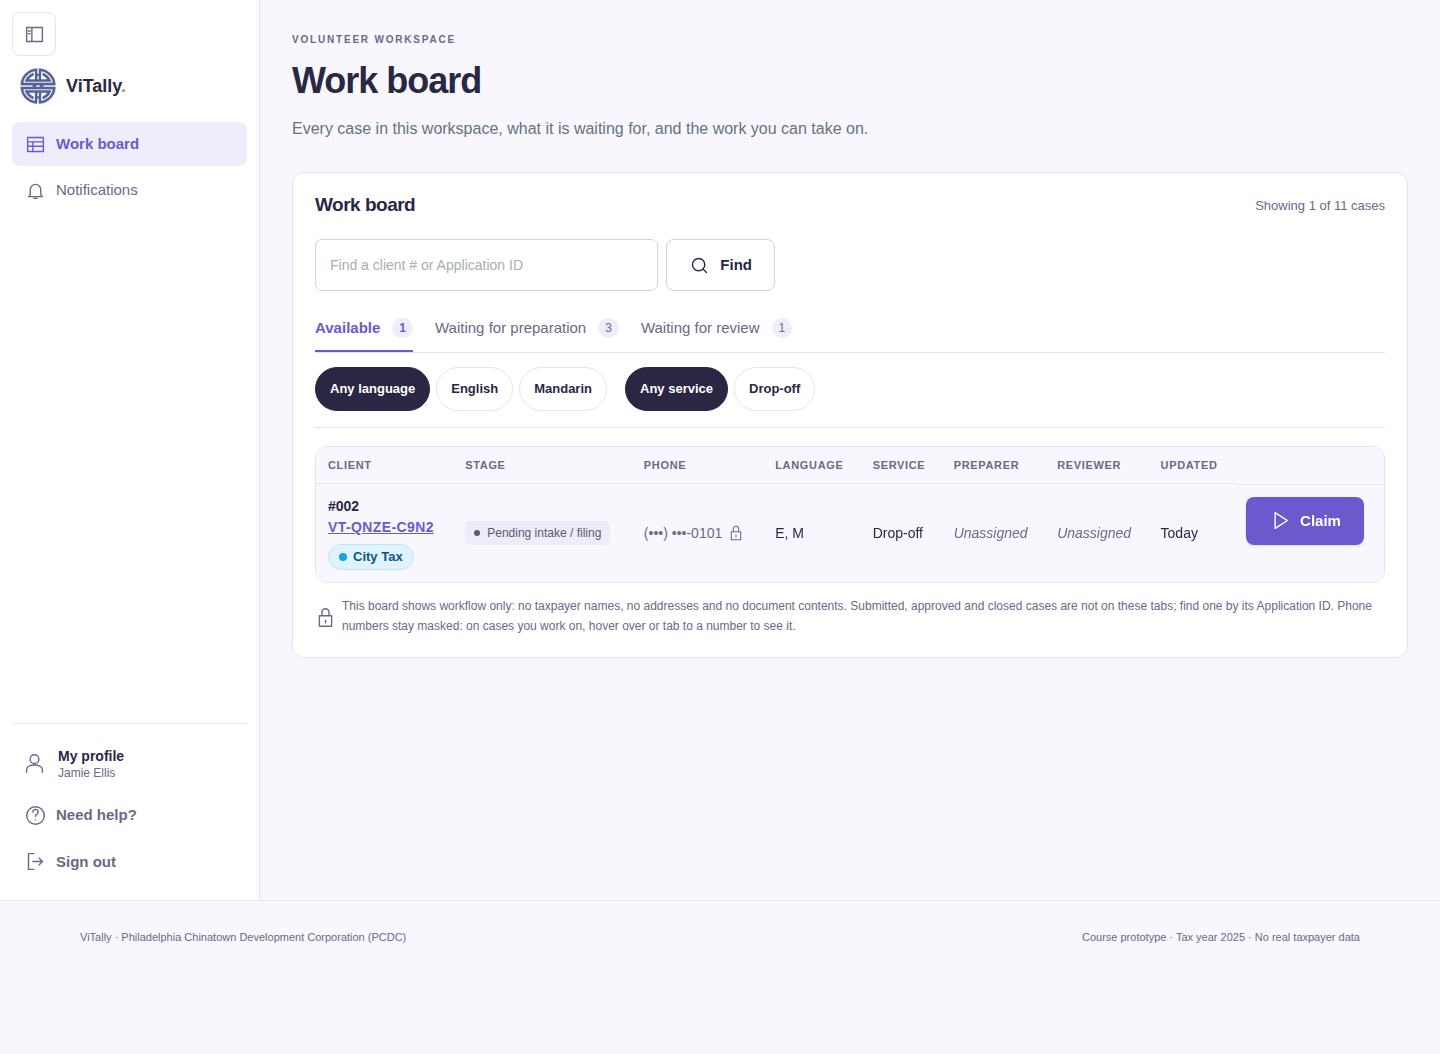 ViTally.
Work board
Notifications
My profile
Jamie Ellis
Need help?
Sign out
VOLUNTEER WORKSPACE
Work board
Every case in this workspace, what it is waiting for, and the work you can take on.
Work board
Showing 1 of 11 cases
Find a client # or Application ID
Find
Available 1 Waiting for preparation 3 Waiting for review 1
Any language English Mandarin Any service Drop-off
CLIENT STAGE PHONE LANGUAGE SERVICE PREPARER REVIEWER UPDATED
#002
VT-QNZE-C9N2
City Tax
Pending intake / filing
(•••) •••-0101
E, M
Drop-off
Unassigned
Unassigned
Today
Claim
This board shows workflow only: no taxpayer names, no addresses and no document contents. Submitted, approved and closed cases are not on these tabs; find one by its Application ID. Phone
numbers stay masked: on cases you work on, hover over or tab to a number to see it.
ViTally · Philadelphia Chinatown Development Corporation (PCDC)
Course prototype · Tax year 2025 · No real taxpayer data